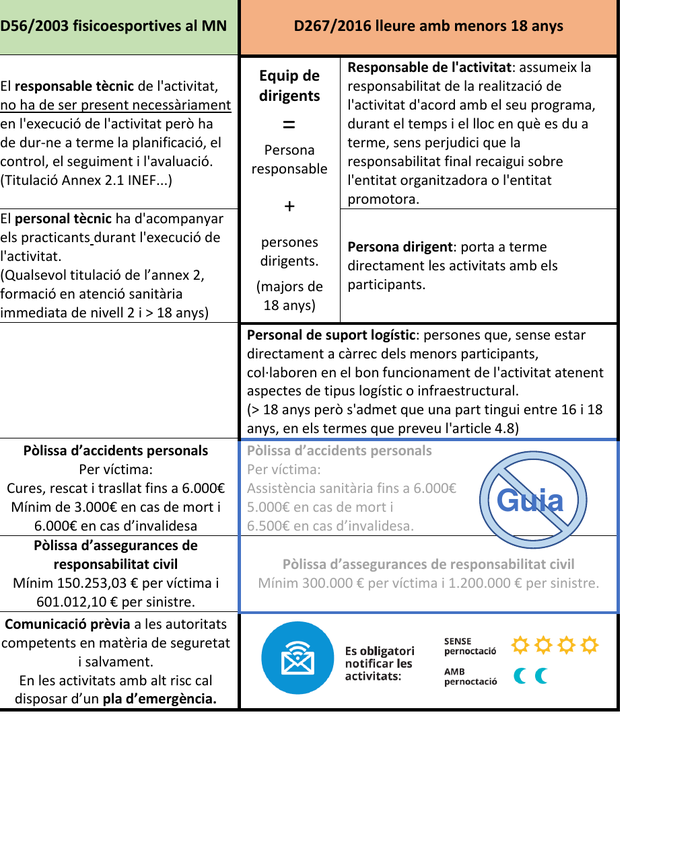 D56/2003 fisicoesportives al MN
D267/2016 lleure amb menors 18 anys
El responsable tècnic de l'activitat,
no ha de ser present necessàriament
en l'execució de l'activitat però ha
de dur-ne a terme la planificació, el
control, el seguiment i l'avaluació.
(Titulació Annex 2.1 INEF...)
Equip de
dirigents
=
Persona
responsable
+
persones
dirigents.
(majors de
18 anys)
Responsable de l'activitat: assumeix la
responsabilitat de la realització de
l'activitat d'acord amb el seu programa,
durant el temps i el lloc en què es du a
terme, sens perjudici que la
responsabilitat final recaigui sobre
l'entitat organitzadora o l'entitat
promotora.
El personal tècnic ha d'acompanyar
els practicants durant l'execució de
l'activitat.
(Qualsevol titulació de l’annex 2,
formació en atenció sanitària
immediata de nivell 2 i > 18 anys)
Persona dirigent: porta a terme
directament les activitats amb els
participants.
Personal de suport logístic: persones que, sense estar
directament a càrrec dels menors participants,
col·laboren en el bon funcionament de l'activitat atenent
aspectes de tipus logístic o infraestructural.
(> 18 anys però s'admet que una part tingui entre 16 i 18
anys, en els termes que preveu l'article 4.8)
Pòlissa d’accidents personals
Per víctima:
Cures, rescat i trasllat fins a 6.000€
Mínim de 3.000€ en cas de mort i
6.000€ en cas d’invalidesa
Pòlissa d’accidents personals
Per víctima:
Assistència sanitària fins a 6.000€
5.000€ en cas de mort i
6.500€ en cas d’invalidesa.
Guia
Pòlissa d’assegurances de
responsabilitat civil
Mínim 150.253,03 € per víctima i
601.012,10 € per sinistre.
Pòlissa d’assegurances de responsabilitat civil
Mínim 300.000 € per víctima i 1.200.000 € per sinistre.
Comunicació prèvia a les autoritats
competents en matèria de seguretat
i salvament.
En les activitats amb alt risc cal
disposar d’un pla d’emergència.
Es obligatori
notificar les
activitats:
SENSE
pernoctació
AMB
pernoctació